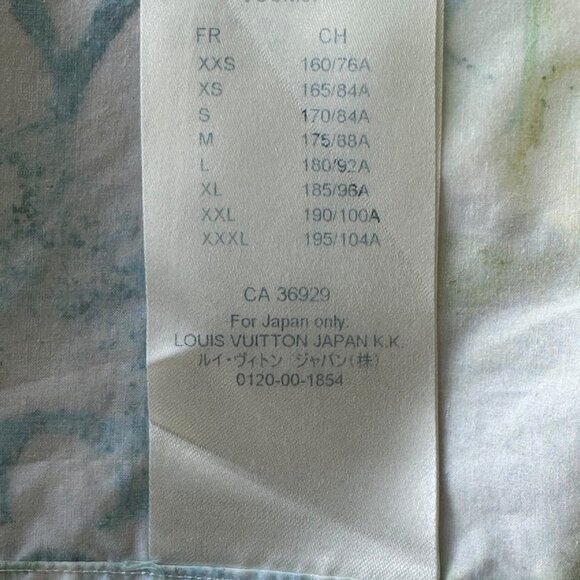 FR CH
XXS 160/76A
XS 165/84A
S 170/84A
M 175/88A
L 180/92A
XL 185/96A
XXL 190/100A
XXXL 195/104A
CA 36929
For Japan only:
LOUIS VUITTON JAPAN K.K.
ルイ・ヴィトン ジャパン(株)
0120-00-1854